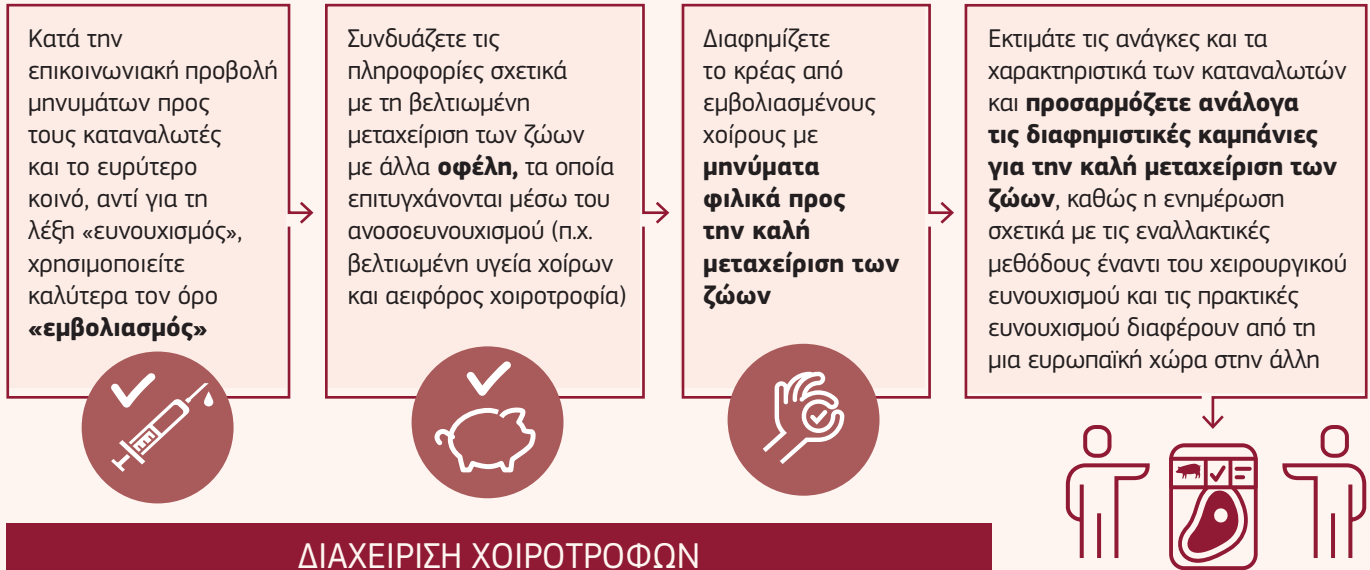 Κατά την
επικοινωνιακή προβολή
μηνυμάτων προς
τους καταναλωτές
και το ευρύτερο
κοινό, αντί για τη
λέξη «ευνουχισμός»,
χρησιμοποιείτε
καλύτερα τον όρο
«εμβολιασμός»
Συνδυάζετε τις
πληροφορίες σχετικά
με τη βελτιωμένη
μεταχείριση των ζώων
με άλλα οφέλη, τα οποία
επιτυγχάνονται μέσω του
ανοσοευνουχισμού (π.χ.
βελτιωμένη υγεία χοίρων
και αειφόρος χοιροτροφία)
Διαφημίζετε
το κρέας από
εμβολιασμένους
χοίρους με
μηνύματα
φιλικά προς
την καλή
μεταχείριση των
ζώων
Εκτιμάτε τις ανάγκες και τα
χαρακτηριστικά των καταναλωτών
και προσαρμόζετε ανάλογα
τις διαφημιστικές καμπάνιες
για την καλή μεταχείριση των
ζώων, καθώς η ενημέρωση
σχετικά με τις εναλλακτικές
μεθόδους έναντι του χειρουργικού
ευνουχισμού και τις πρακτικές
ευνουχισμού διαφέρουν από τη
μια ευρωπαϊκή χώρα στην άλλη
ΔΙΑΧΕΙΡΙΣΗ ΧΟΙΡΟΤΡΟΦΩΝ